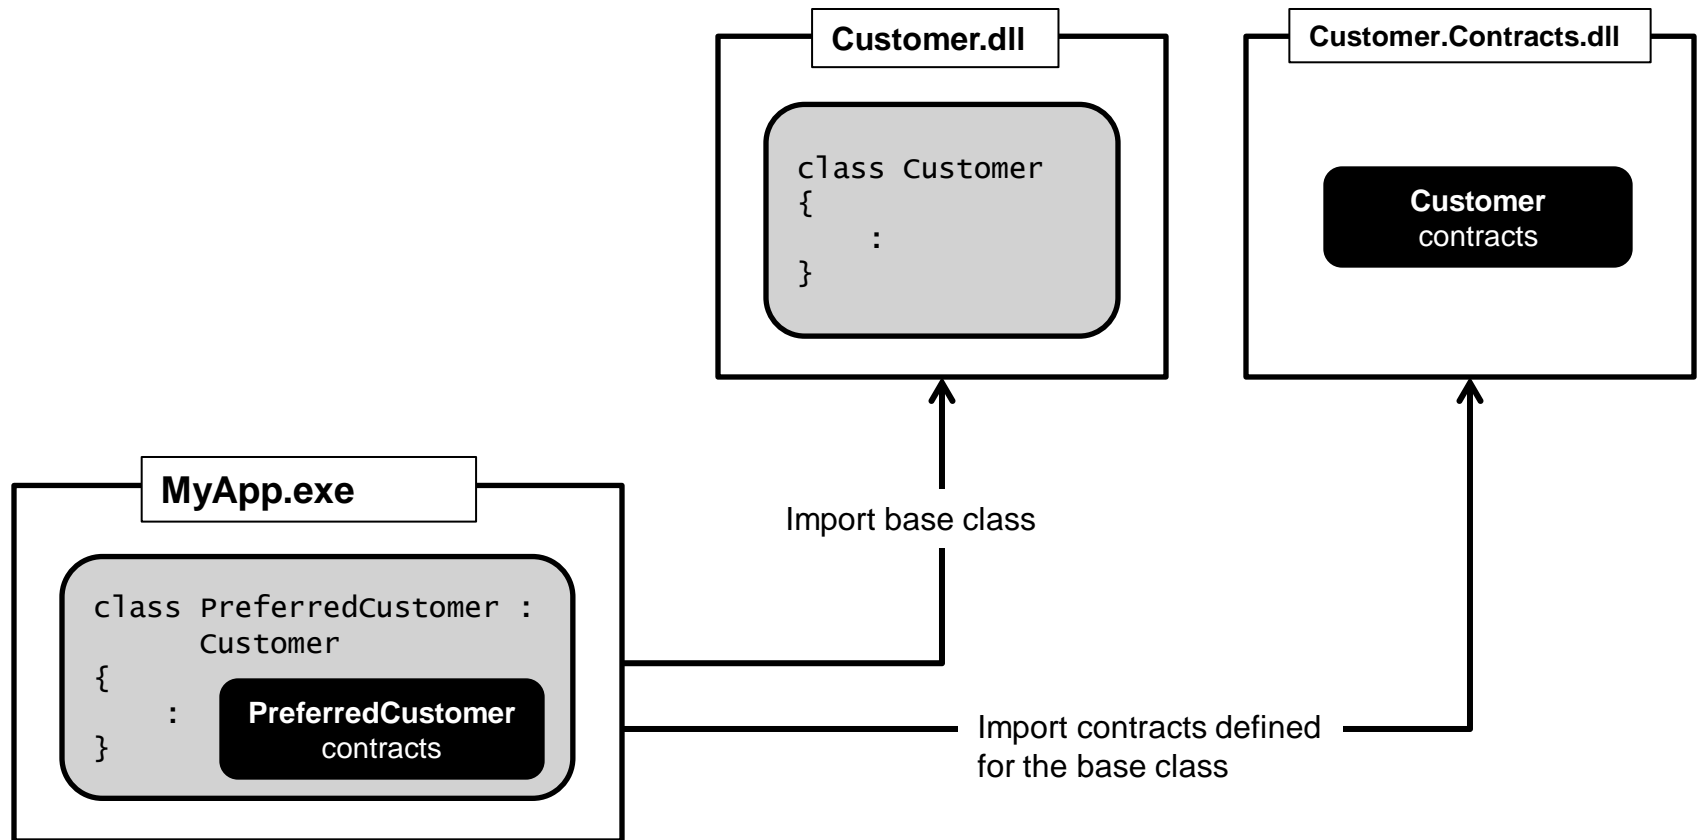 Customer.dll
Customer.Contracts.dll
class Customer
{
:
}
Customer
contracts
MyApp.exe
Import base class
class PreferredCustomer :
Customer
{
:
}
PreferredCustomer
contracts
Import contracts defined
for the base class